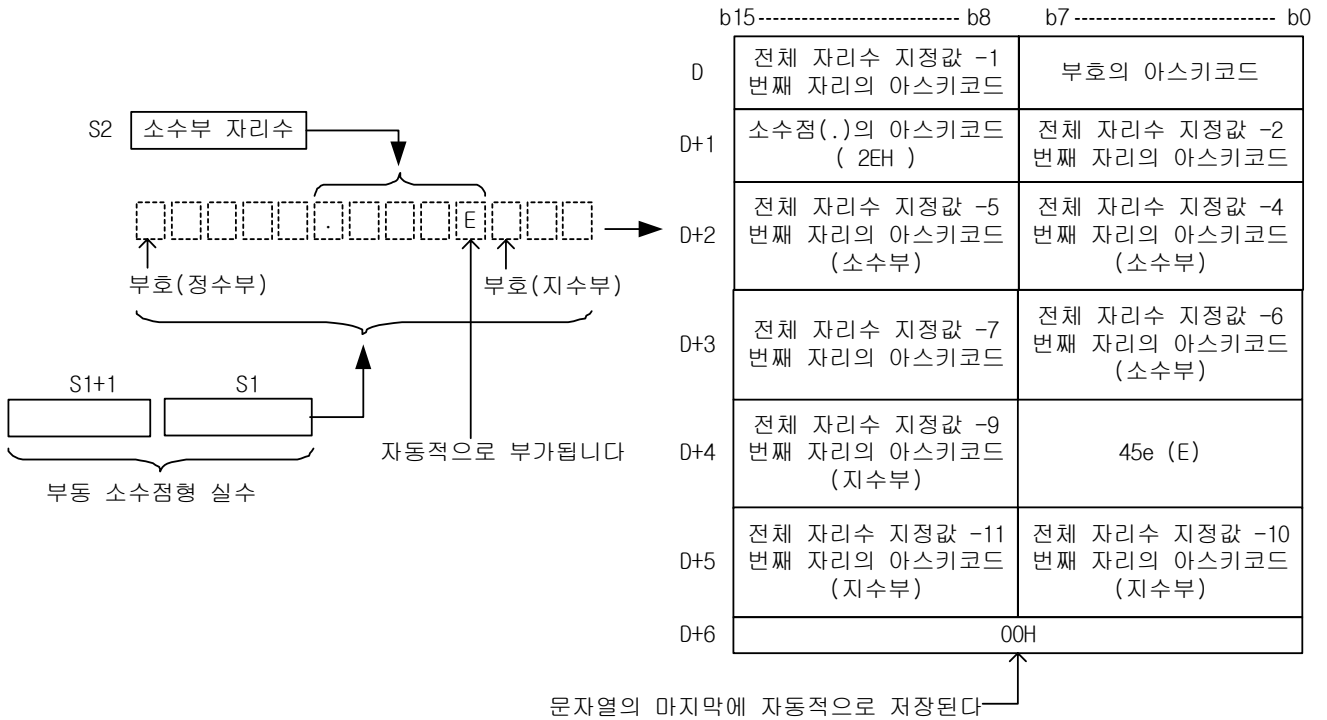 S2 소수부 자리수
. E
부호(정수부) 부호(지수부)
S1+1 S1
자동적으로 부가됩니다
부동 소수점형 실수
b15 b8 b7 b0
D
전체 자리수 지정값 -1
번째 자리의 아스키코드
부호의 아스키코드
D+1
소수점(.)의 아스키코드
( 2EH )
전체 자리수 지정값 -2
번째 자리의 아스키코드
D+2
전체 자리수 지정값 -5
번째 자리의 아스키코드
(소수부)
전체 자리수 지정값 -4
번째 자리의 아스키코드
(소수부)
D+3
전체 자리수 지정값 -7
번째 자리의 아스키코드
전체 자리수 지정값 -6
번째 자리의 아스키코드
(소수부)
D+4
전체 자리수 지정값 -9
번째 자리의 아스키코드
(지수부)
45e (E)
D+5
전체 자리수 지정값 -11
번째 자리의 아스키코드
(지수부)
전체 자리수 지정값 -10
번째 자리의 아스키코드
(지수부)
D+6
00H
문자열의 마지막에 자동적으로 저장된다